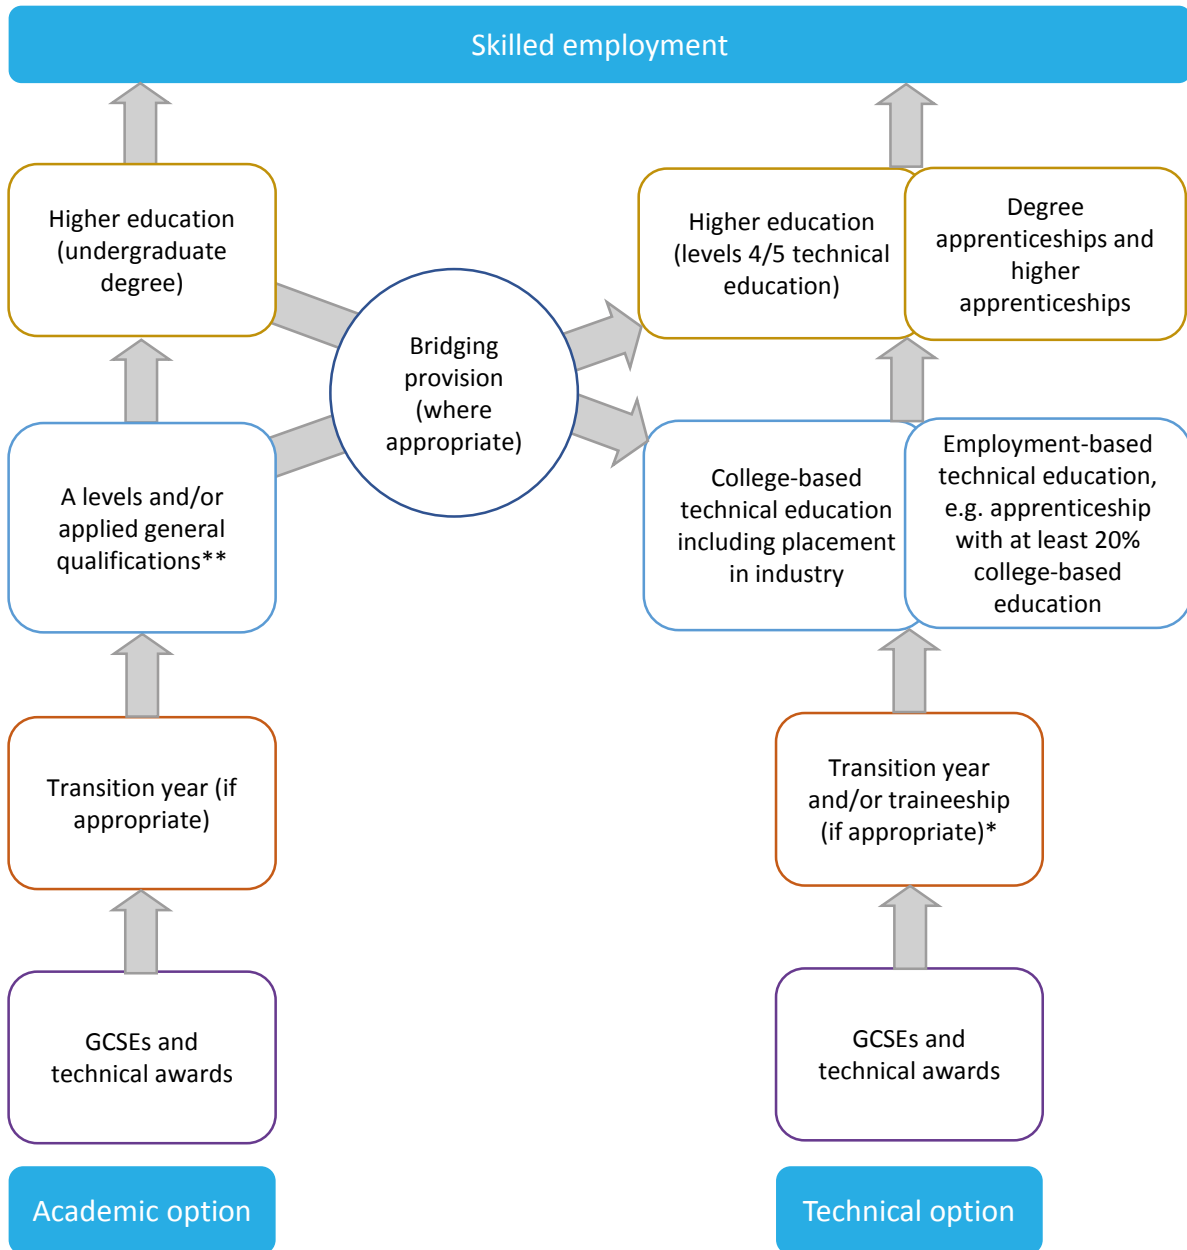 Skilled employment
Higher education
(undergraduate
degree)
Higher education
(levels 4/5 technical
education)
Degree
apprenticeships and
higher
apprenticeships
Bridging
provision
(where
appropriate)
A levels and/or
applied general
qualifications**
College-based
technical education
including placement
in industry
Employment-based
technical education,
e.g. apprenticeship
with at least 20%
college-based
education
Transition year (if
appropriate)
Transition year
and/or traineeship
(if appropriate)*
GCSEs and
technical awards
GCSEs and
technical awards
Academic option
Technical option